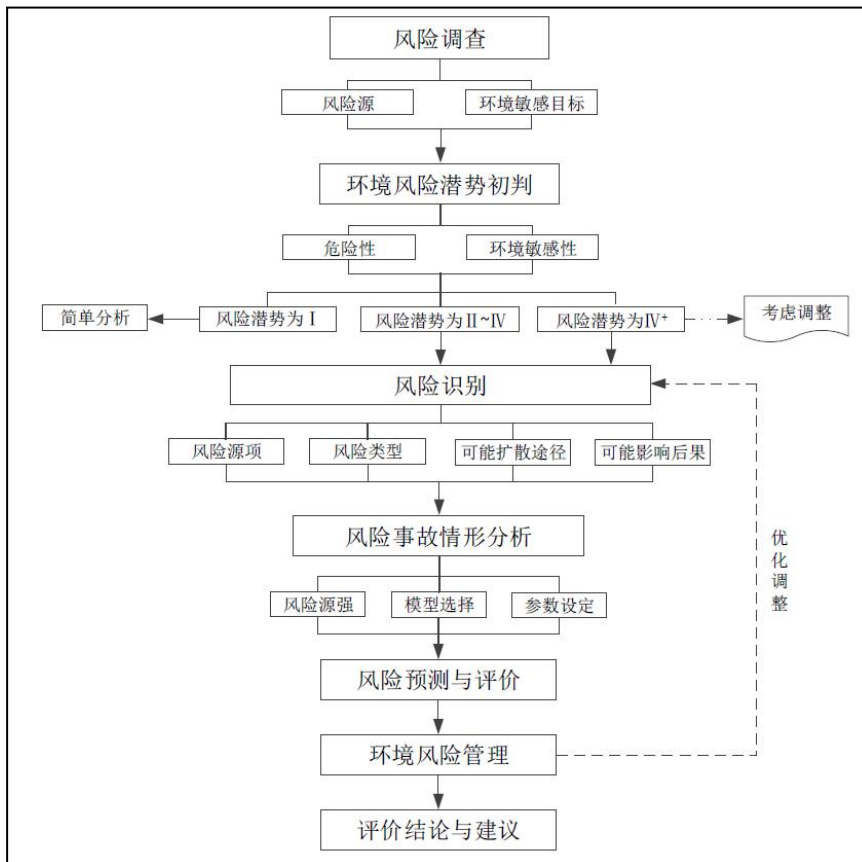 风险调查
风险源
环境敏感目标
环境风险潜势初判
危险性
环境敏感性
简单分析
风险潜势为Ⅰ
风险潜势为Ⅱ~Ⅳ
风险潜势为Ⅳ⁺
考虑调整
风险识别
风险源项
风险类型
可能扩散途径
可能影响后果
风险事故情形分析
优化调整
风险源强
模型选择
参数设定
风险预测与评价
环境风险管理
评价结论与建议